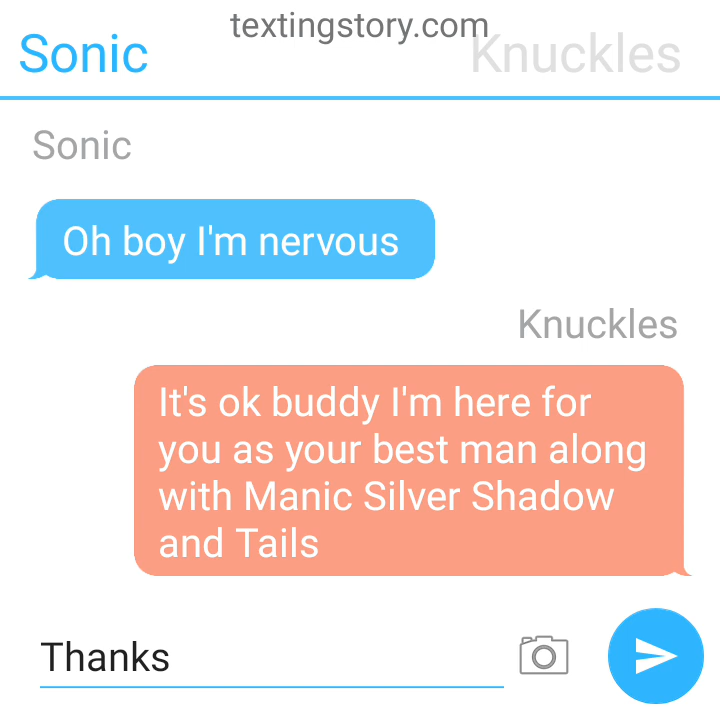 textingstory.com
Sonic
Knuckles
Sonic
Oh boy I'm nervous
Knuckles
It's ok buddy I'm here for
you as your best man along
with Manic Silver Shadow
and Tails
Thanks